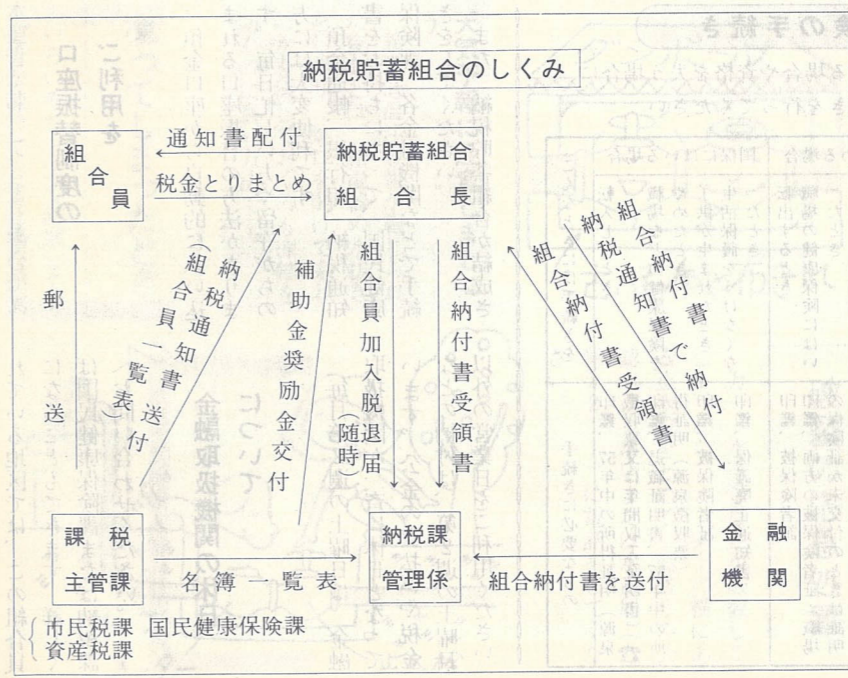 納税貯蓄組合のしくみ
組合員
通知書配付
税金とりまとめ
納税貯蓄組合
組合長
郵送
納税通知書送付
(組合員一覧表)
補助金奨励金交付
組合員加入脱退届
(随時)
組合納付書受領書
組合納付書受領書
納税通知書で納付
組合納付書
課税
主管課
名簿一覧表
納税課
管理係
組合納付書を送付
金融
機関
市民税課 国民健康保険課
資産税課